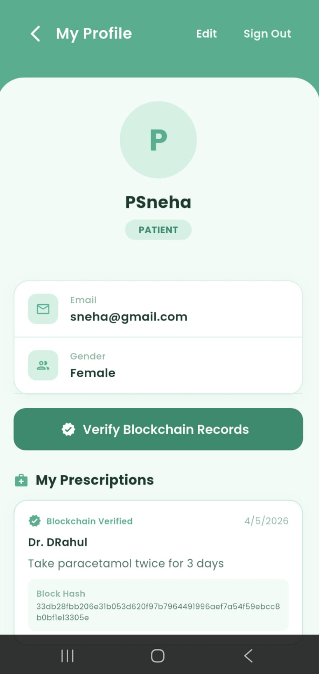 My Profile
Edit
Sign Out
P
PSneha
PATIENT
Email
sneha@gmail.com
Gender
Female
Verify Blockchain Records
My Prescriptions
Blockchain Verified
4/5/2026
Dr. DRahul
Take paracetamol twice for 3 days
Block Hash
33db28fbb206e31b053d620f97b7964491996aef7a54f59ebcc8
b0bf1e13305e